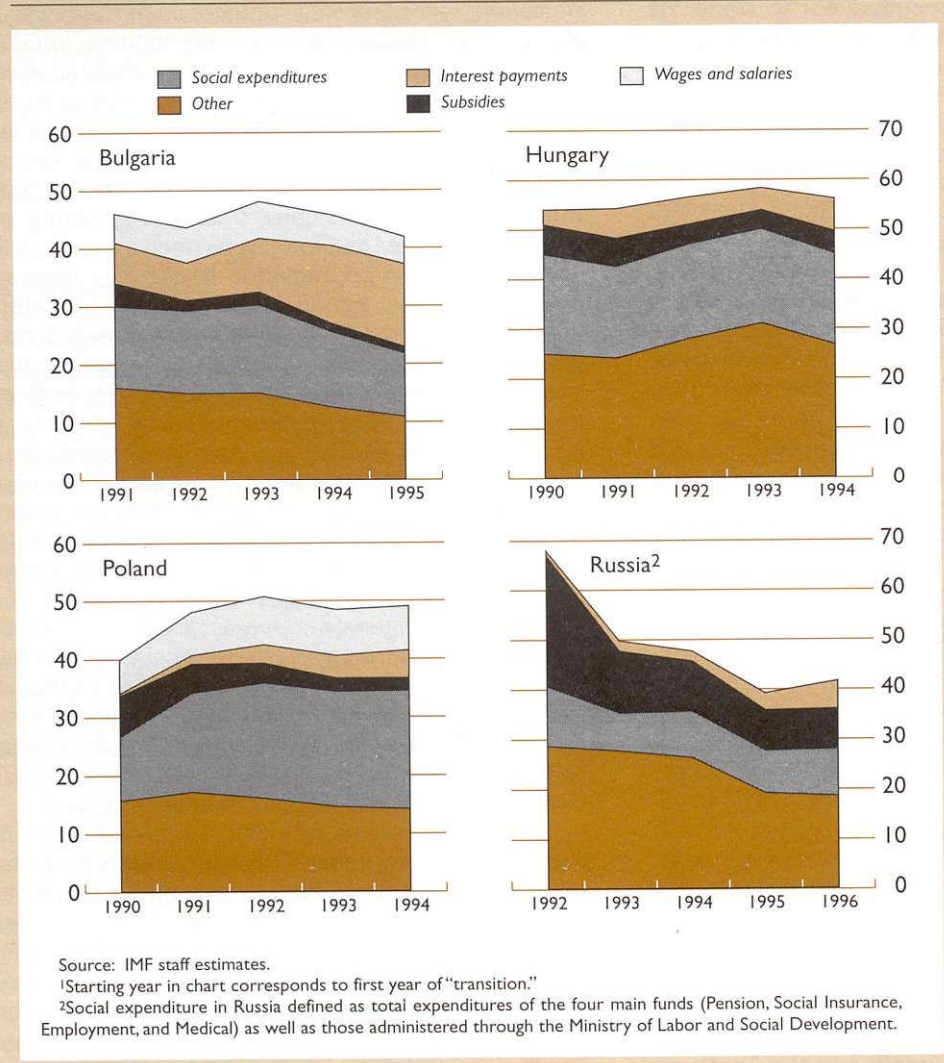 Social expenditures
Interest payments
Wages and salaries
Other
Subsidies
60
Bulgaria
50
40
30
20
10
0
1991 1992 1993 1994 1995
70
Hungary
60
50
40
30
20
10
0
1990 1991 1992 1993 1994
60
Poland
50
40
30
20
10
0
1990 1991 1992 1993 1994
70
Russia²
60
50
40
30
20
10
0
1992 1993 1994 1995 1996
Source: IMF staff estimates.
¹Starting year in chart corresponds to first year of “transition.”
²Social expenditure in Russia defined as total expenditures of the four main funds (Pension, Social Insurance,
Employment, and Medical) as well as those administered through the Ministry of Labor and Social Development.